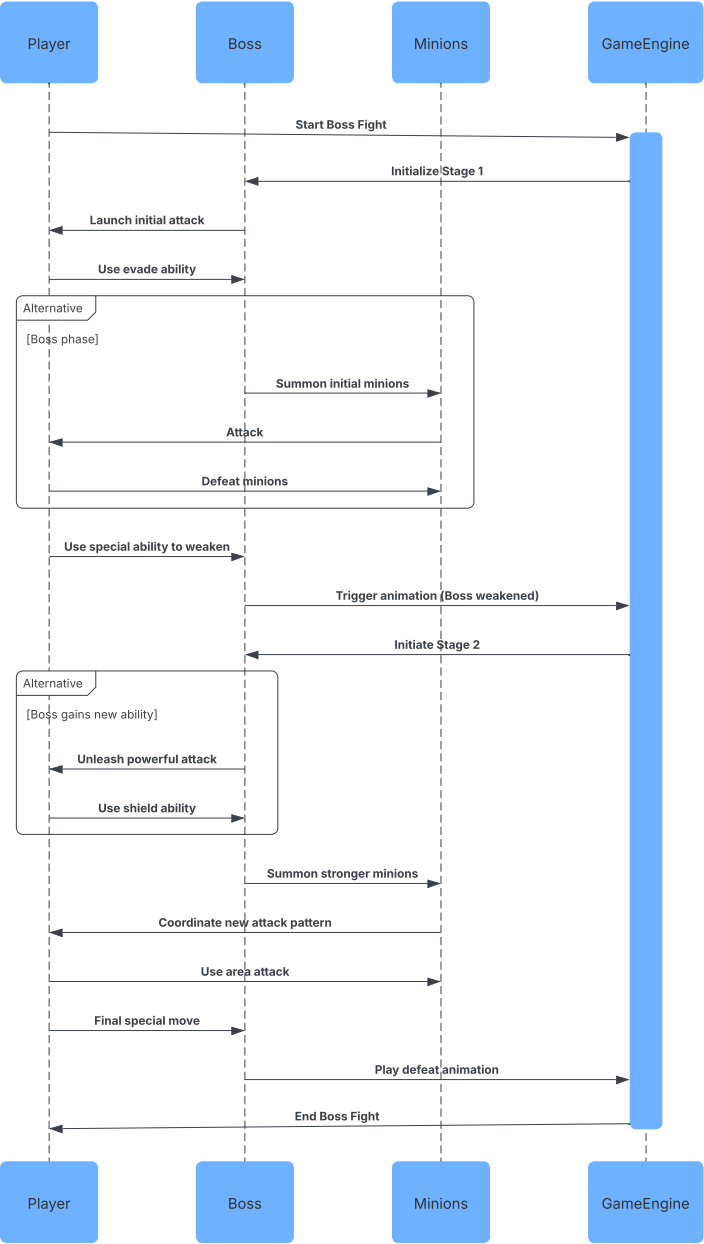 Player
Boss
Minions
GameEngine
Start Boss Fight
Initialize Stage 1
Launch initial attack
Use evade ability
Alternative
[Boss phase]
Summon initial minions
Attack
Defeat minions
Use special ability to weaken
Trigger animation (Boss weakened)
Initiate Stage 2
Alternative
[Boss gains new ability]
Unleash powerful attack
Use shield ability
Summon stronger minions
Coordinate new attack pattern
Use area attack
Final special move
Play defeat animation
End Boss Fight
Player
Boss
Minions
GameEngine